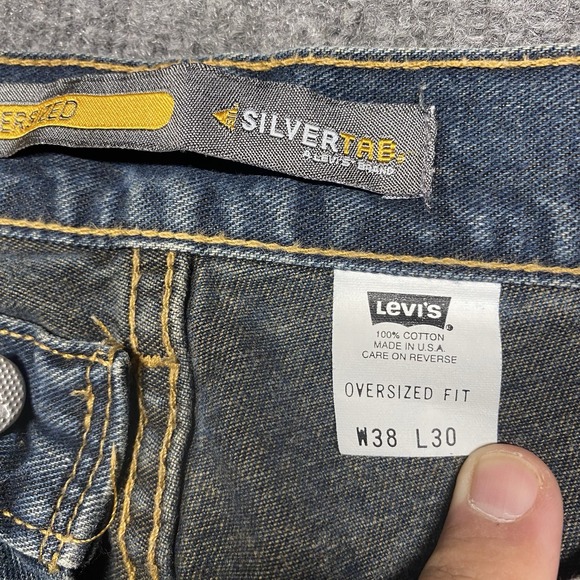 ERSIZED
SILVERTAB
A LEVI'S BRAND
LEVI'S
100% COTTON
MADE IN U.S.A.
CARE ON REVERSE
OVERSIZED FIT
W38 L30